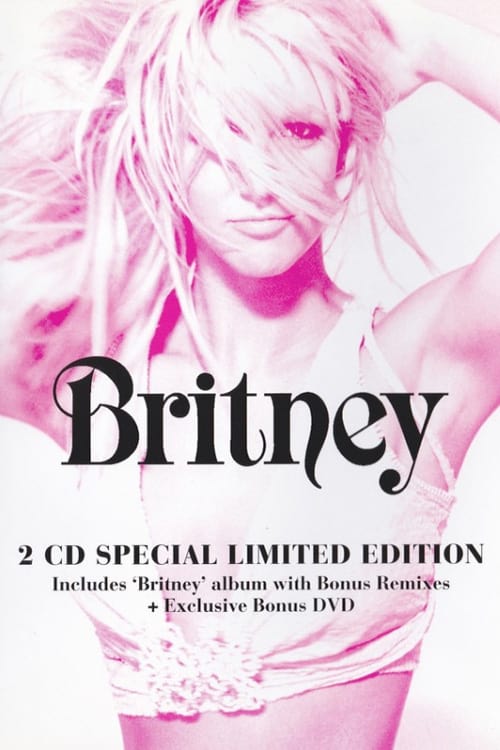 Britney
2 CD SPECIAL LIMITED EDITION
Includes ‘Britney’ album with Bonus Remixes
+ Exclusive Bonus DVD